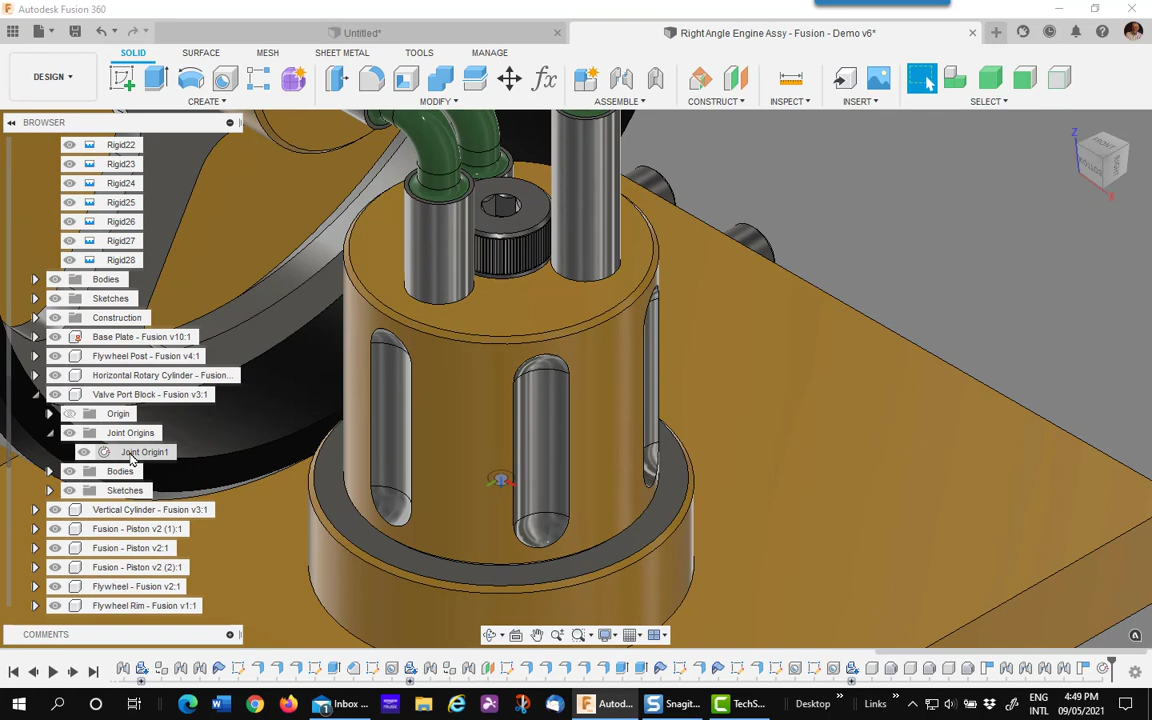 Autodesk Fusion 360
Untitled*
Right Angle Engine Assy - Fusion - Demo v6*
DESIGN
SOLID
SURFACE
MESH
SHEET METAL
TOOLS
MANAGE
CREATE
MODIFY
ASSEMBLE
CONSTRUCT
INSPECT
INSERT
SELECT
BROWSER
Rigid22
Rigid23
Rigid24
Rigid25
Rigid26
Rigid27
Rigid28
Bodies
Sketches
Construction
Base Plate - Fusion v10:1
Flywheel Post - Fusion v4:1
Horizontal Rotary Cylinder - Fusion...
Valve Port Block - Fusion v3:1
Origin
Joint Origins
Joint Origin1
Bodies
Sketches
Vertical Cylinder - Fusion v3:1
Fusion - Piston v2 (1):1
Fusion - Piston v2:1
Fusion - Piston v2 (2):1
Flywheel - Fusion v2:1
Flywheel Rim - Fusion v1:1
COMMENTS
Z
FRONT
RIGHT
BOTTOM
X
Inbox ...
Autod...
Snagit...
TechS...
Desktop
Links
ENG
INTL
4:49 PM
09/05/2021